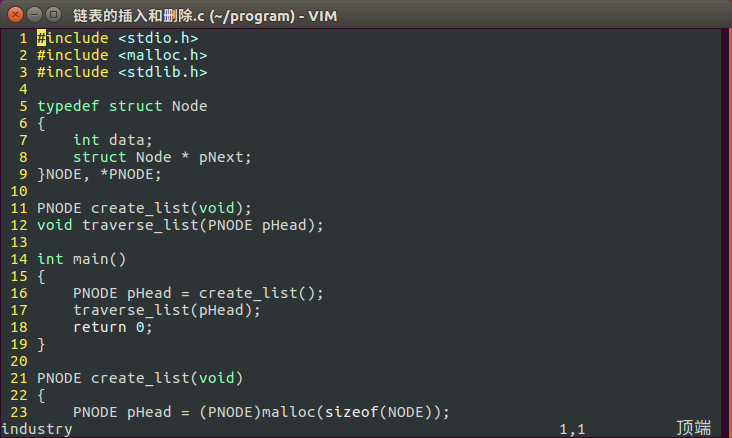 链表的插入和删除.c (~/program) - VIM
1 #include <stdio.h>
2 #include <malloc.h>
3 #include <stdlib.h>
4
5 typedef struct Node
6 {
7     int data;
8     struct Node * pNext;
9 }NODE, *PNODE;
10
11 PNODE create_list(void);
12 void traverse_list(PNODE pHead);
13
14 int main()
15 {
16     PNODE pHead = create_list();
17     traverse_list(pHead);
18     return 0;
19 }
20
21 PNODE create_list(void)
22 {
23     PNODE pHead = (PNODE)malloc(sizeof(NODE));
industry 1,1 顶端